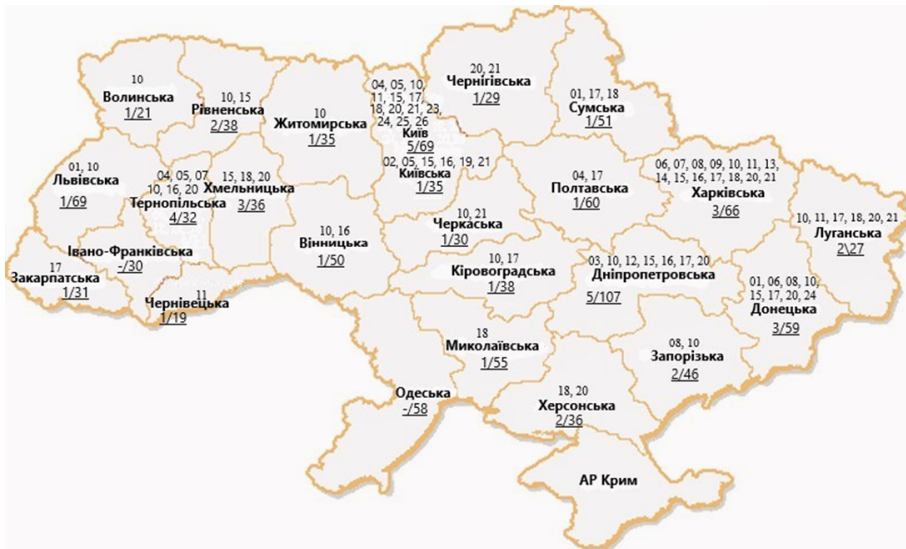 10
Волинська
1/21
10, 15
Рівненська
2/38
10
Житомирська
1/35
04, 05, 10,
11, 15, 17,
18, 20, 21, 23,
24, 25, 26
Київ
5/69
02, 05, 15, 16, 19, 21
Київська
1/35
20, 21
Чернігівська
1/29
01, 17, 18
Сумська
1/51
01, 10
Львівська
1/69
04, 05, 07
10, 16, 20
Тернопільська
4/32
15, 18, 20
Хмельницька
3/36
10, 16
Вінницька
1/50
10, 21
Черкаська
1/30
04, 17
Полтавська
1/60
06, 07, 08, 09, 10, 11, 13,
14, 15, 16, 17, 18, 20, 21
Харківська
3/66
10, 11, 17, 18, 20, 21
Луганська
2\27
Івано-Франківська
-/30
17
Закарпатська
1/31
11
Чернівецька
1/19
10, 17
Кіровоградська
1/38
03, 10, 12, 15, 16, 17, 20
Дніпропетровська
5/107
01, 06, 08, 10,
15, 17, 20, 24
Донецька
3/59
18
Миколаївська
1/55
08, 10
Запорізька
2/46
Одеська
-/58
18, 20
Херсонська
2/36
АР Крим